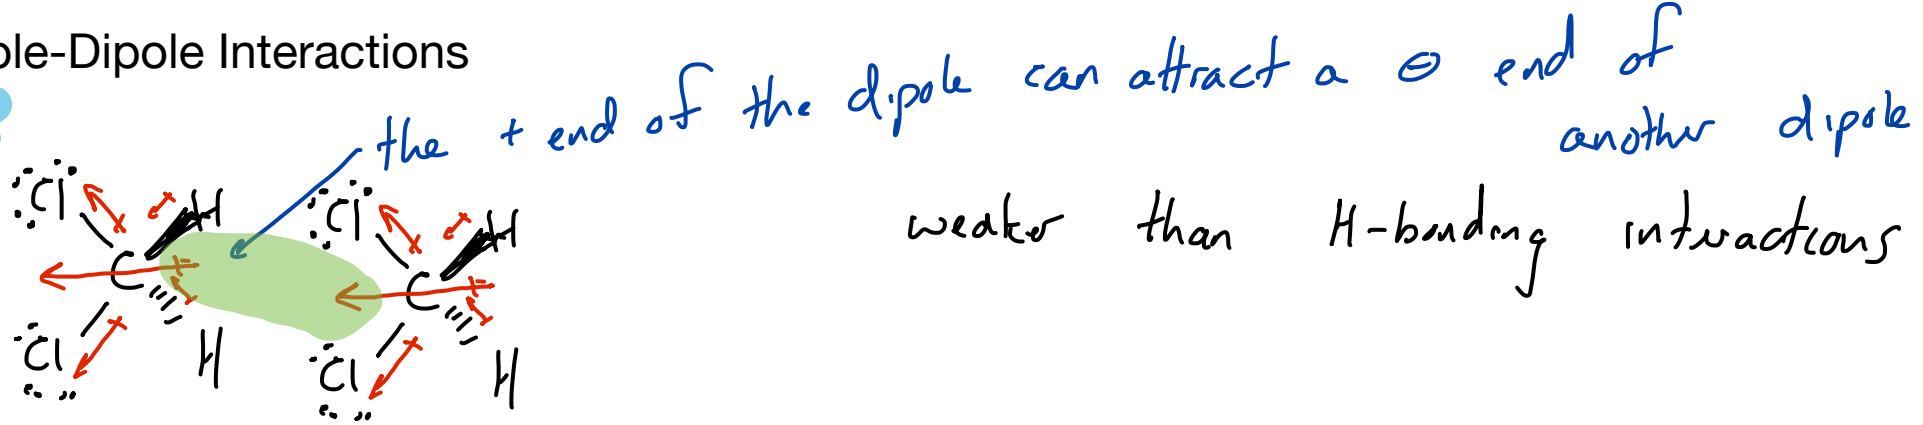 ole-Dipole Interactions
the + end of the dipole can attract a ⊖ end of
another dipole
weaker than H-bonding interactions
Cl H Cl H
C C
Cl H Cl H